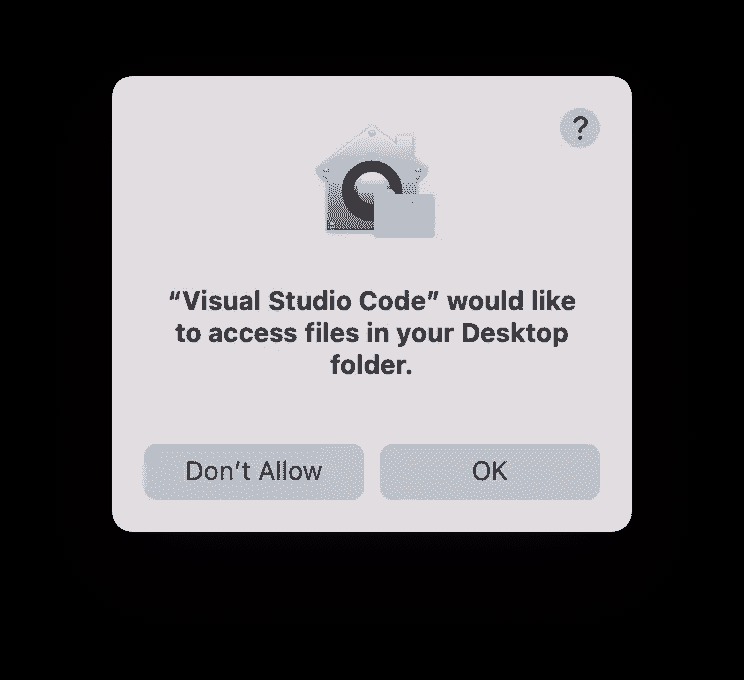 ?
“Visual Studio Code” would like
to access files in your Desktop
folder.
Don’t Allow
OK